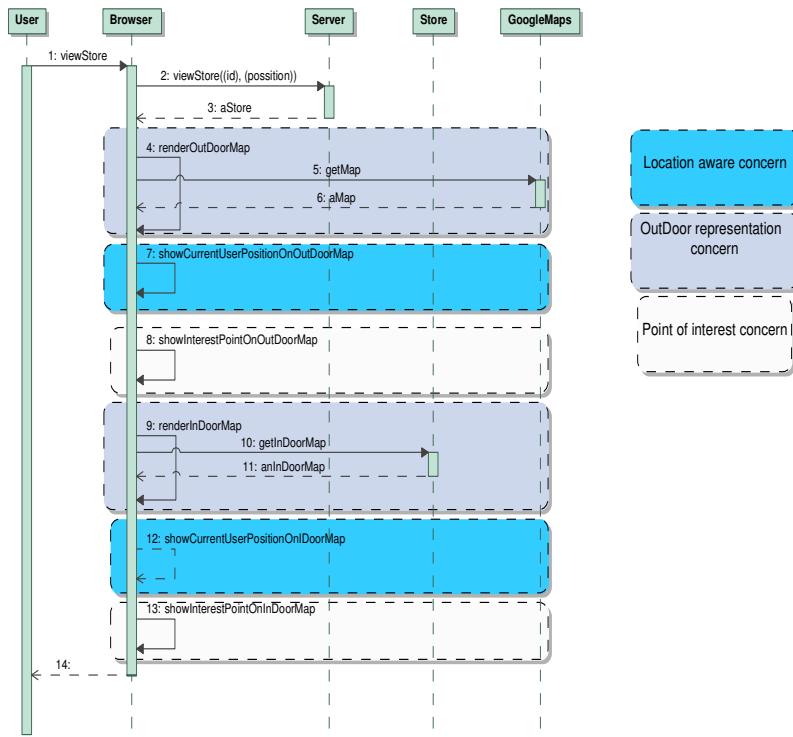 User
Browser
Server
Store
GoogleMaps
1: viewStore
2: viewStore((id), (possition))
3: aStore
4: renderOutDoorMap
5: getMap
6: aMap
7: showCurrentUserPositionOnOutDoorMap
8: showInterestPointOnOutDoorMap
9: renderInDoorMap
10: getInDoorMap
11: anInDoorMap
12: showCurrentUserPositionOnIDoorMap
13: showInterestPointOnInDoorMap
14:
Location aware concern
OutDoor representation
concern
Point of interest concern